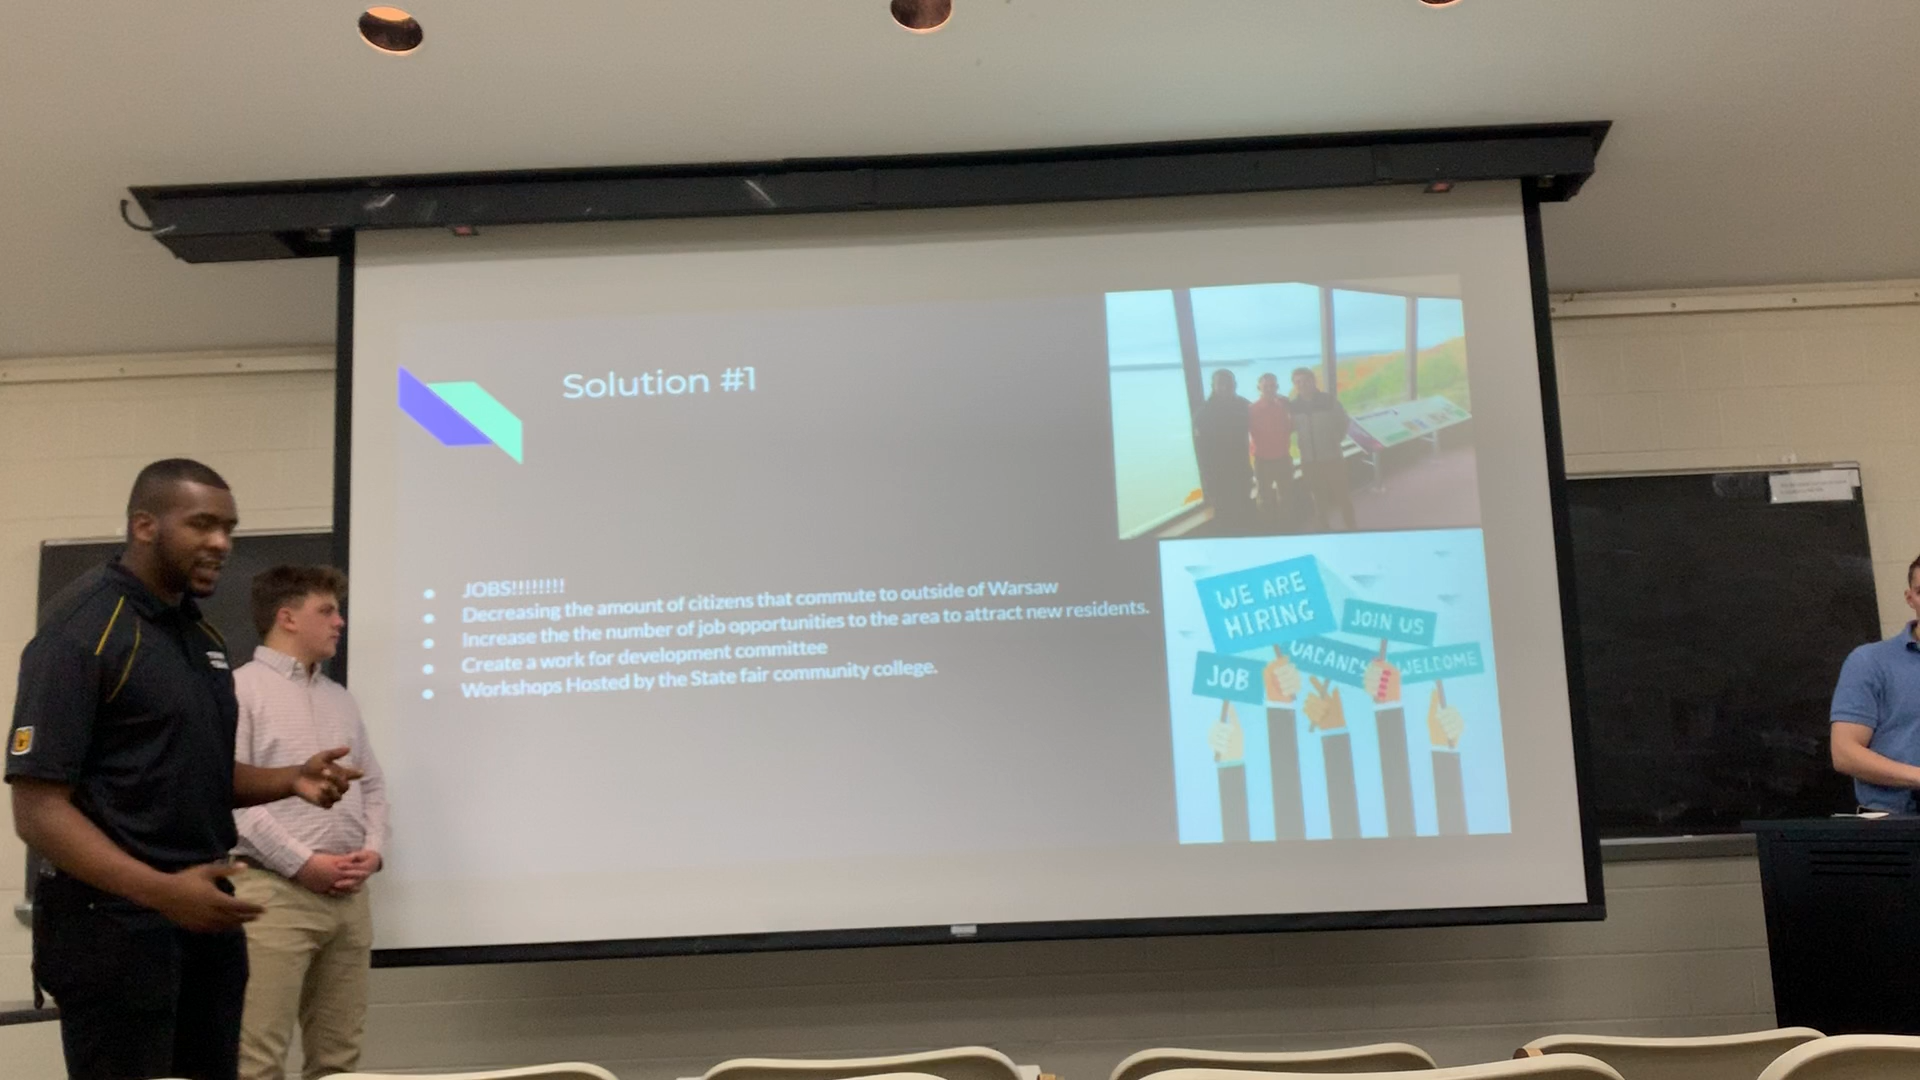 Solution #1
JOBS!!!!!!!!
Decreasing the amount of citizens that commute to outside of Warsaw
Increase the the number of job opportunities to the area to attract new residents.
Create a work for development committee
Workshops Hosted by the State fair community college.
WE ARE
HIRING
JOIN US
VACANCY
WELCOME
JOB